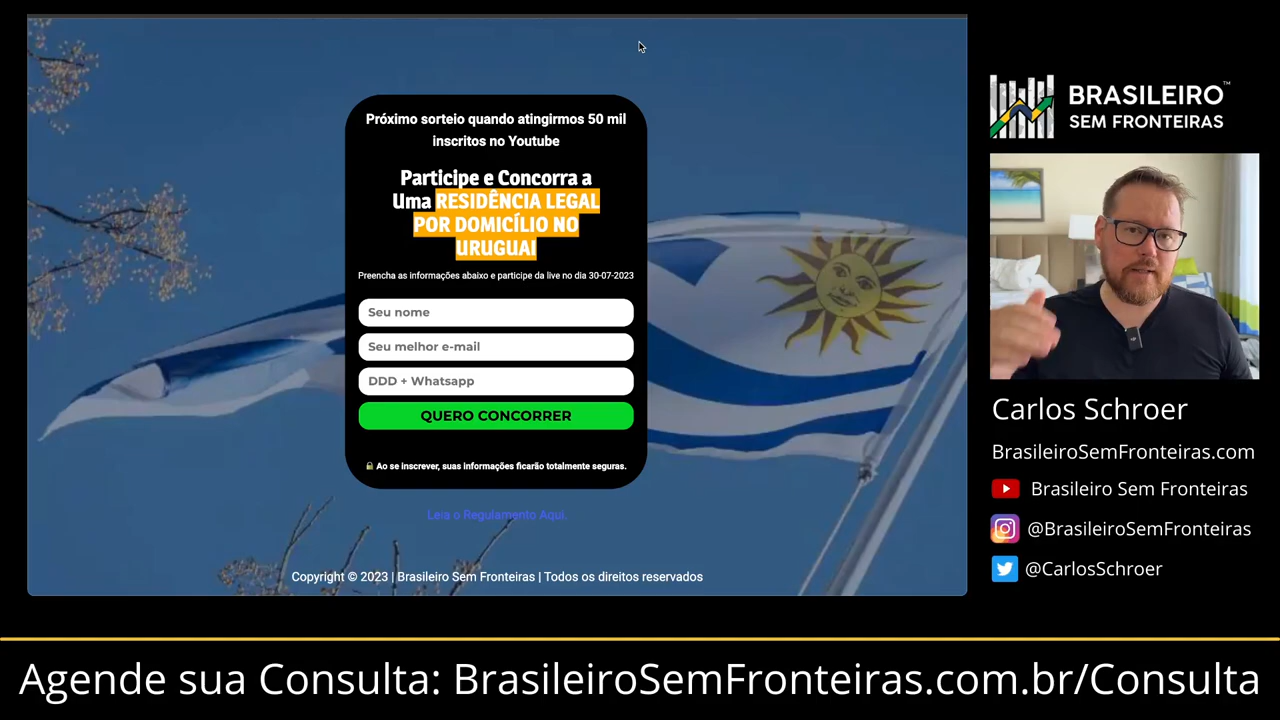 Próximo sorteio quando atingirmos 50 mil
inscritos no Youtube
Participe e Concorra a
Uma RESIDÊNCIA LEGAL
POR DOMICÍLIO NO
URUGUAI
Preencha as informações abaixo e participe da live no dia 30-07-2023
Seu nome
Seu melhor e-mail
DDD + Whatsapp
QUERO CONCORRER
🔒 Ao se inscrever, suas informações ficarão totalmente seguras.
Leia o Regulamento Aqui.
Copyright © 2023 | Brasileiro Sem Fronteiras | Todos os direitos reservados
BRASILEIRO™
SEM FRONTEIRAS
Carlos Schroer
BrasileiroSemFronteiras.com
Brasileiro Sem Fronteiras
@BrasileiroSemFronteiras
@CarlosSchroer
Agende sua Consulta: BrasileiroSemFronteiras.com.br/Consulta